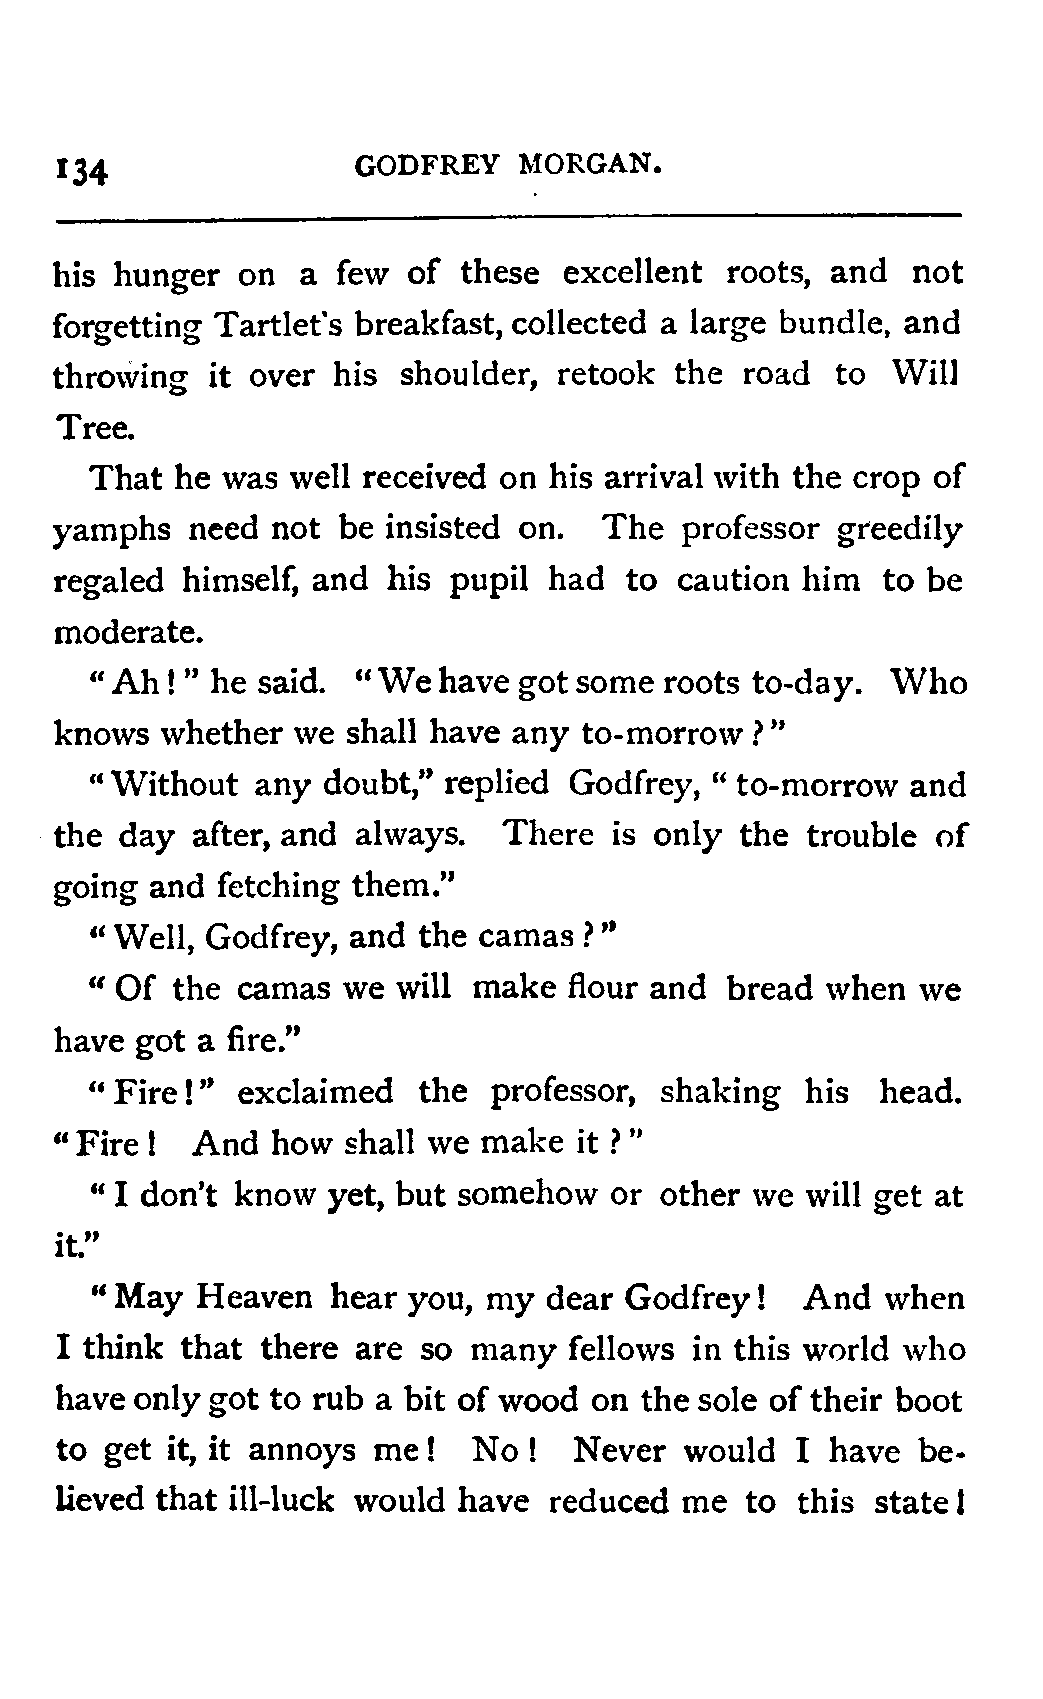 134 GODFREY MORGAN.
his hunger on a few of these excellent roots, and not
forgetting Tartlet's breakfast, collected a large bundle, and
throwing it over his shoulder, retook the road to Will
Tree.
That he was well received on his arrival with the crop of
yamphs need not be insisted on. The professor greedily
regaled himself, and his pupil had to caution him to be
moderate.
"Ah!" he said. "We have got some roots to-day. Who
knows whether we shall have any to-morrow?"
"Without any doubt," replied Godfrey, "to-morrow and
the day after, and always. There is only the trouble of
going and fetching them."
"Well, Godfrey, and the camas?"
"Of the camas we will make flour and bread when we
have got a fire."
"Fire!" exclaimed the professor, shaking his head.
"Fire! And how shall we make it?"
"I don't know yet, but somehow or other we will get at
it."
"May Heaven hear you, my dear Godfrey! And when
I think that there are so many fellows in this world who
have only got to rub a bit of wood on the sole of their boot
to get it, it annoys me! No! Never would I have be-
lieved that ill-luck would have reduced me to this state!